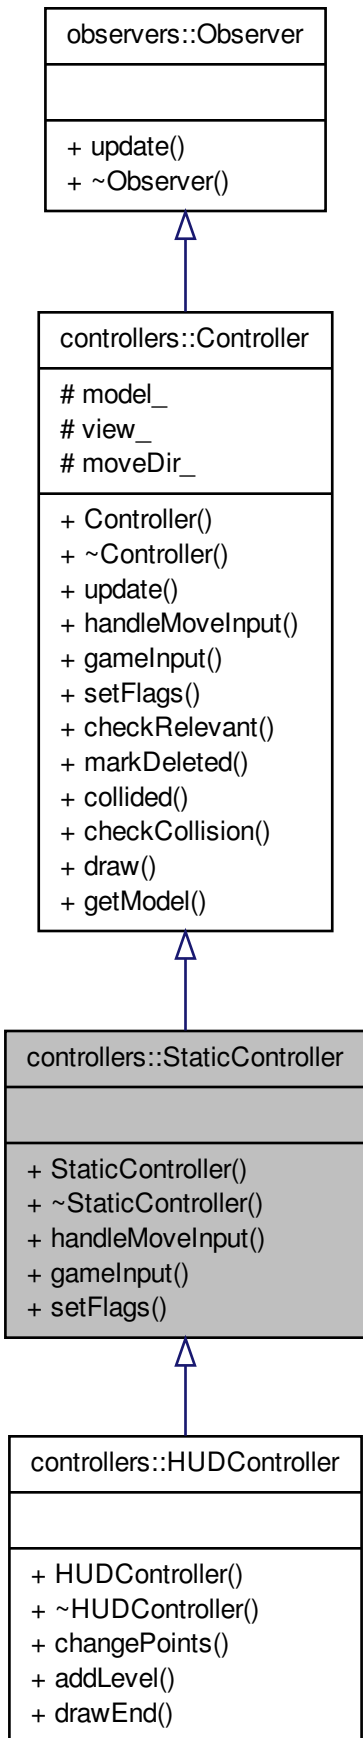 observers::Observer
+ update()
+ ~Observer()
controllers::Controller
# model_
# view_
# moveDir_
+ Controller()
+ ~Controller()
+ update()
+ handleMoveInput()
+ gameInput()
+ setFlags()
+ checkRelevant()
+ markDeleted()
+ collided()
+ checkCollision()
+ draw()
+ getModel()
controllers::StaticController
+ StaticController()
+ ~StaticController()
+ handleMoveInput()
+ gameInput()
+ setFlags()
controllers::HUDController
+ HUDController()
+ ~HUDController()
+ changePoints()
+ addLevel()
+ drawEnd()